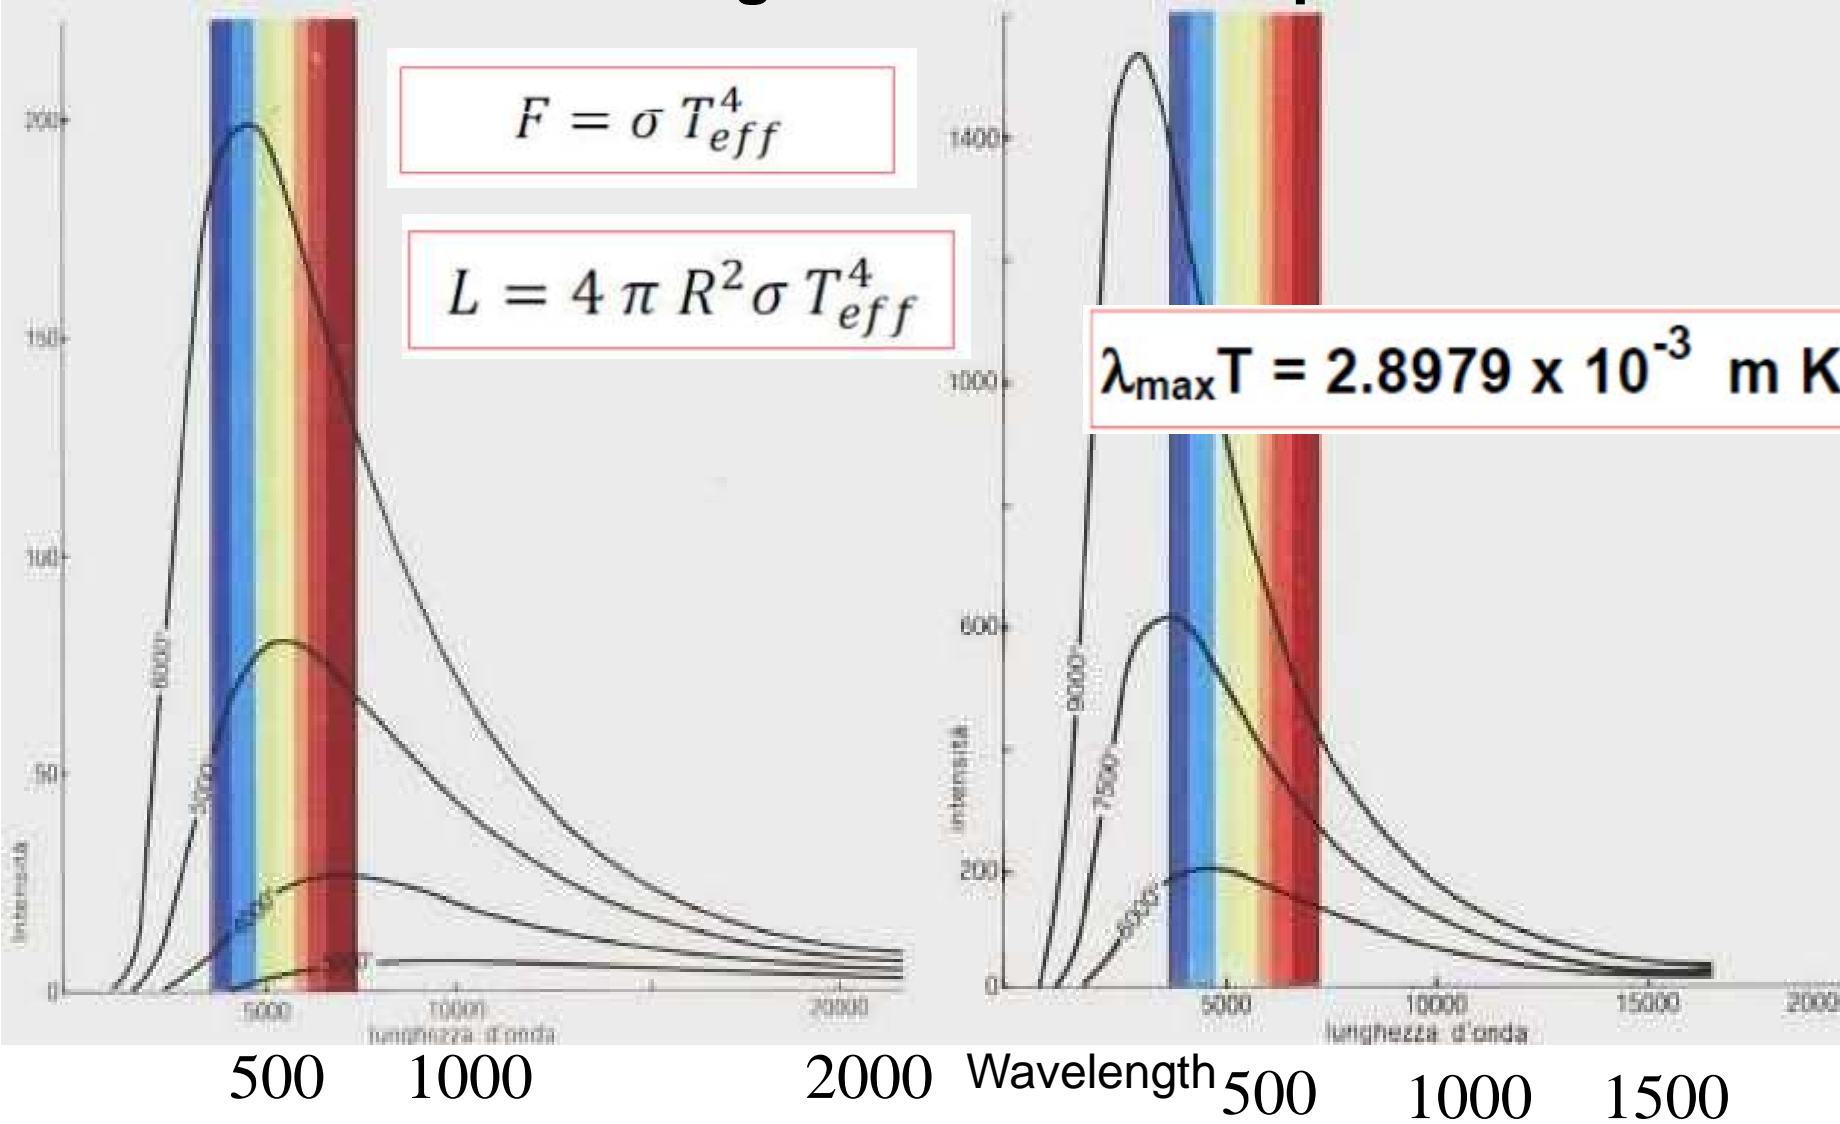 F = σ T⁴eff
L = 4 π R² σ T⁴eff
λmaxT = 2.8979 x 10⁻³ m K
200
150
100
50
0
intensità
6000°
5000°
5000
10000
20000
lunghezza d'onda
1400
1000
600
200
0
intensità
9000°
7500°
6000°
5000
10000
15000
2000
lunghezza d'onda
500 1000 2000 Wavelength 500 1000 1500